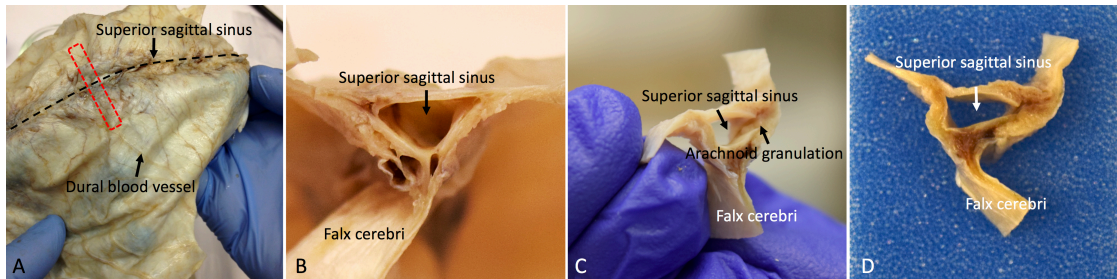 Superior sagittal sinus
Dural blood vessel
A
Superior sagittal sinus
Falx cerebri
B
Superior sagittal sinus
Arachnoid granulation
Falx cerebri
C
Superior sagittal sinus
Falx cerebri
D